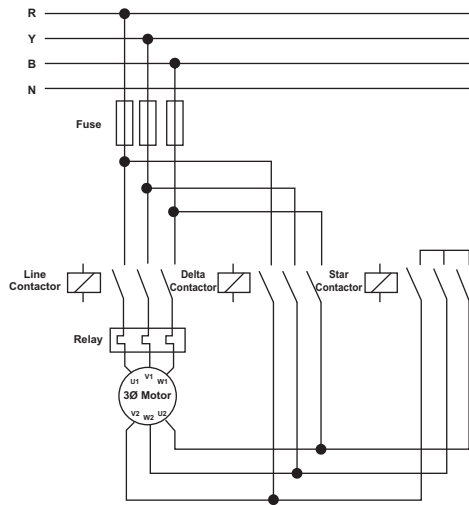 R
Y
B
N
Fuse
Line
Contactor
Delta
Contactor
Star
Contactor
Relay
U1 V1 W1
3Ø Motor
V2 W2 U2